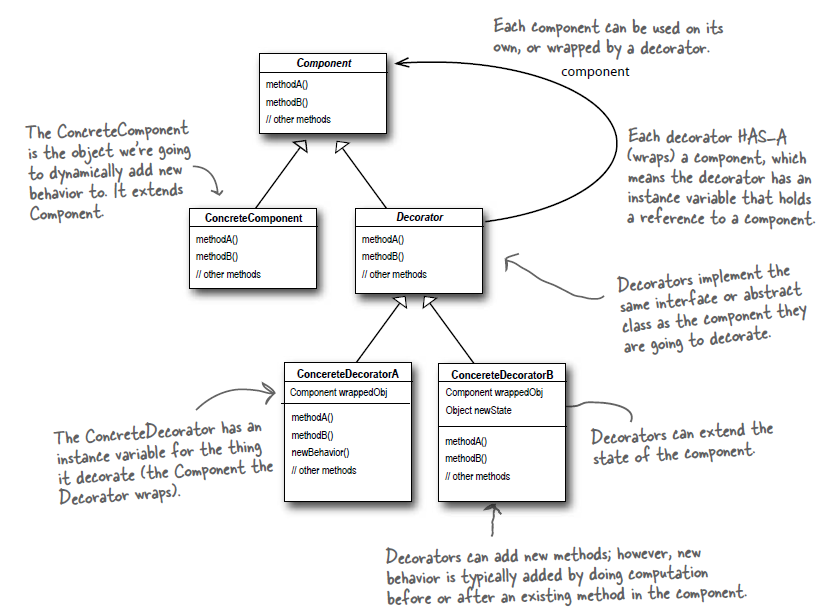 Each component can be used on its
own, or wrapped by a decorator.
component
Component
methodA()
methodB()
// other methods
The ConcreteComponent
is the object we're going
to dynamically add new
behavior to. It extends
Component.
Each decorator HAS_A
(wraps) a component, which
means the decorator has an
instance variable that holds
a reference to a component.
ConcreteComponent
methodA()
methodB()
// other methods
Decorator
methodA()
methodB()
// other methods
Decorators implement the
same interface or abstract
class as the component they
are going to decorate.
ConcereteDecoratorA
Component wrappedObj
methodA()
methodB()
newBehavior()
// other methods
ConcereteDecoratorB
Component wrappedObj
Object newState
methodA()
methodB()
// other methods
The ConcreteDecorator has an
instance variable for the thing
it decorate (the Component the
Decorator wraps).
Decorators can extend the
state of the component.
Decorators can add new methods; however, new
behavior is typically added by doing computation
before or after an existing method in the component.